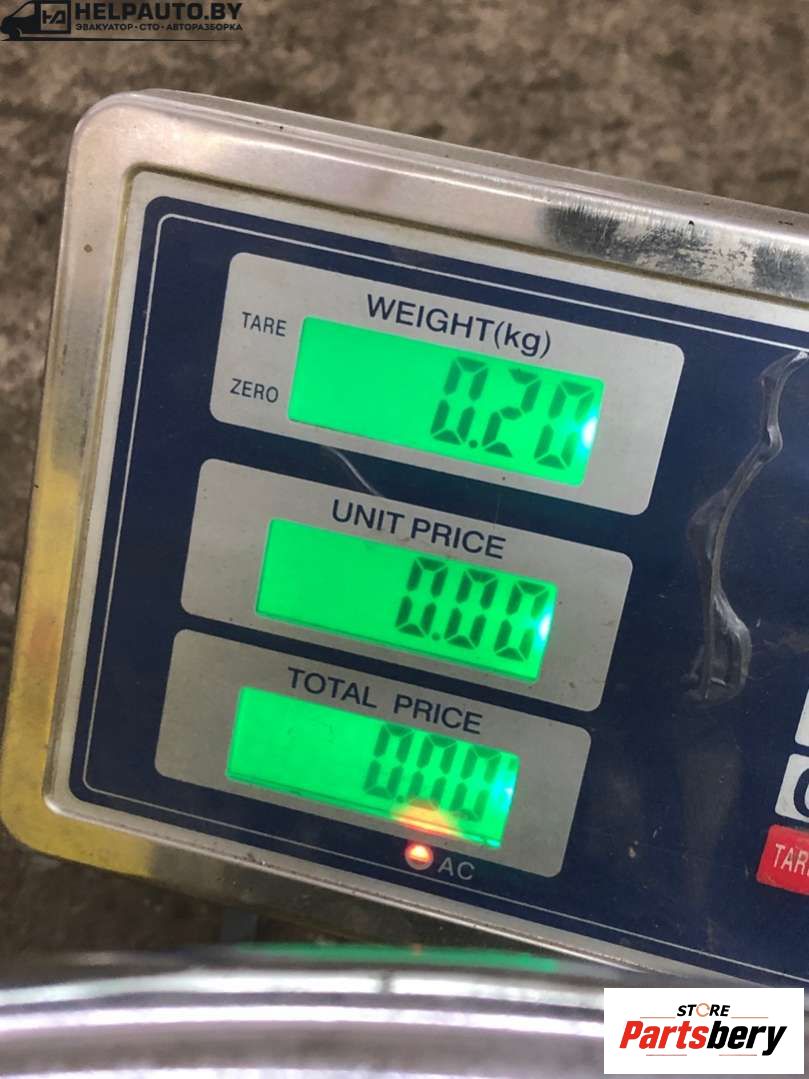 HELPAUTO.BY
ЭВАКУАТОР · СТО · АВТОРАЗБОРКА
WEIGHT(kg)
TARE
0.20
ZERO
UNIT PRICE
0.00
TOTAL PRICE
0.00
AC
STORE
Partsbery